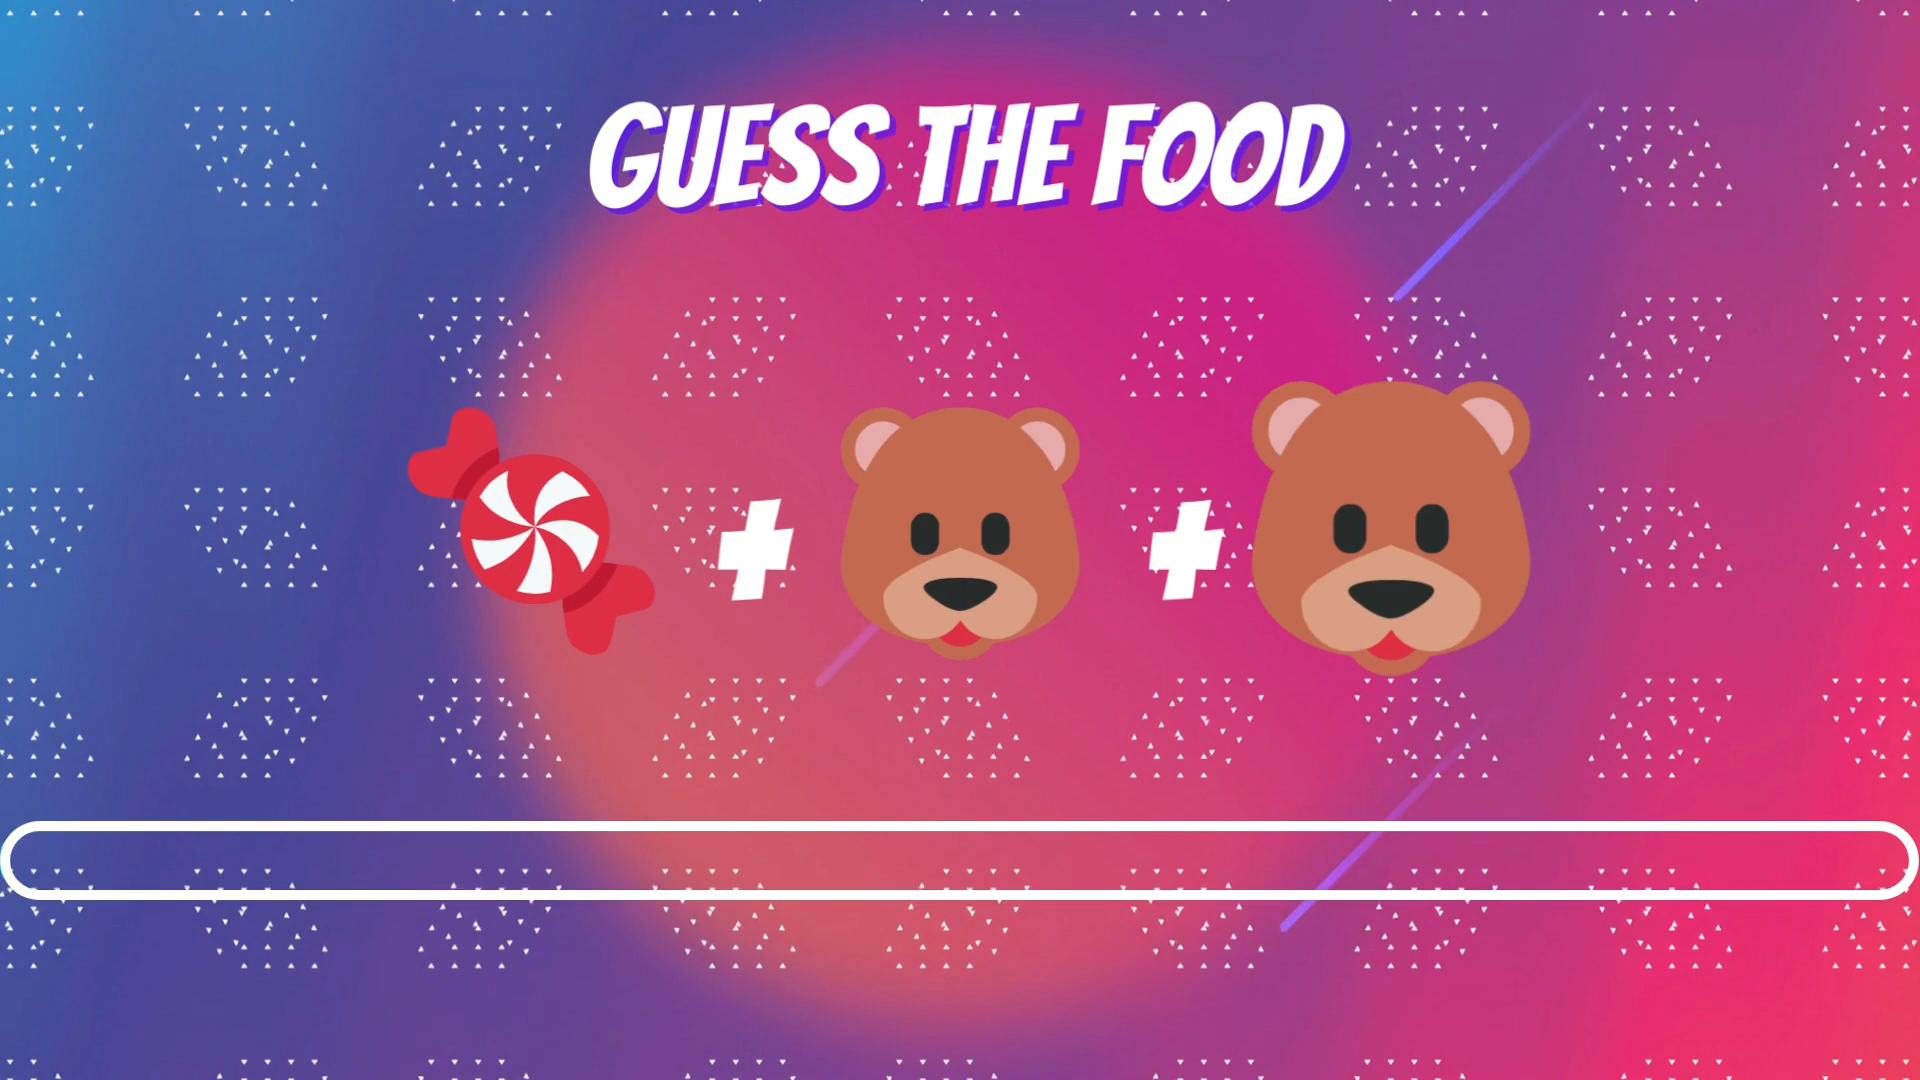 GUESS THE FOOD
+ +